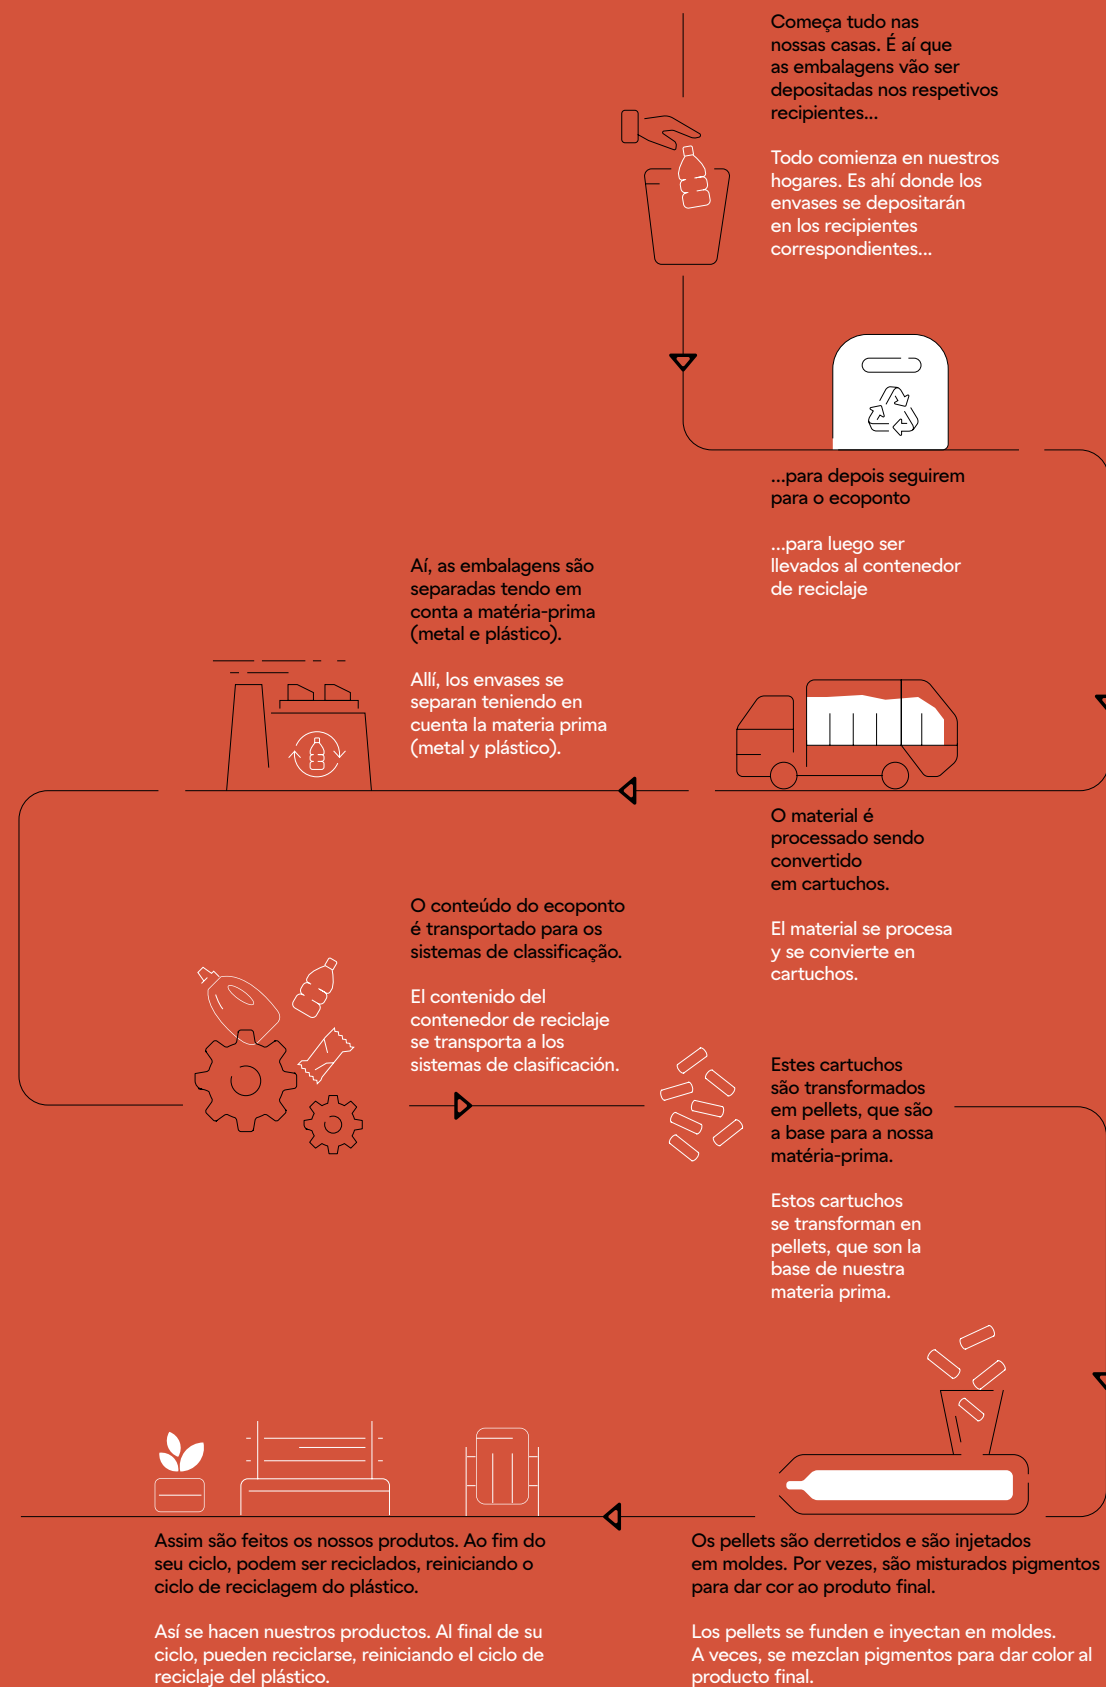 Começa tudo nas
nossas casas. É aí que
as embalagens vão ser
depositadas nos respetivos
recipientes...
Todo comienza en nuestros
hogares. Es ahí donde los
envases se depositarán
en los recipientes
correspondientes...
...para depois seguirem
para o ecoponto
...para luego ser
llevados al contenedor
de reciclaje
Aí, as embalagens são
separadas tendo em
conta a matéria-prima
(metal e plástico).
Allí, los envases se
separan teniendo en
cuenta la materia prima
(metal y plástico).
O material é
processado sendo
convertido
em cartuchos.
El material se procesa
y se convierte en
cartuchos.
O conteúdo do ecoponto
é transportado para os
sistemas de classificação.
El contenido del
contenedor de reciclaje
se transporta a los
sistemas de clasificación.
Estes cartuchos
são transformados
em pellets, que são
a base para a nossa
matéria-prima.
Estos cartuchos
se transforman en
pellets, que son la
base de nuestra
materia prima.
Assim são feitos os nossos produtos. Ao fim do
seu ciclo, podem ser reciclados, reiniciando o
ciclo de reciclagem do plástico.
Así se hacen nuestros productos. Al final de su
ciclo, pueden reciclarse, reiniciando el ciclo de
reciclaje del plástico.
Os pellets são derretidos e são injetados
em moldes. Por vezes, são misturados pigmentos
para dar cor ao produto final.
Los pellets se funden e inyectan en moldes.
A veces, se mezclan pigmentos para dar color al
producto final.